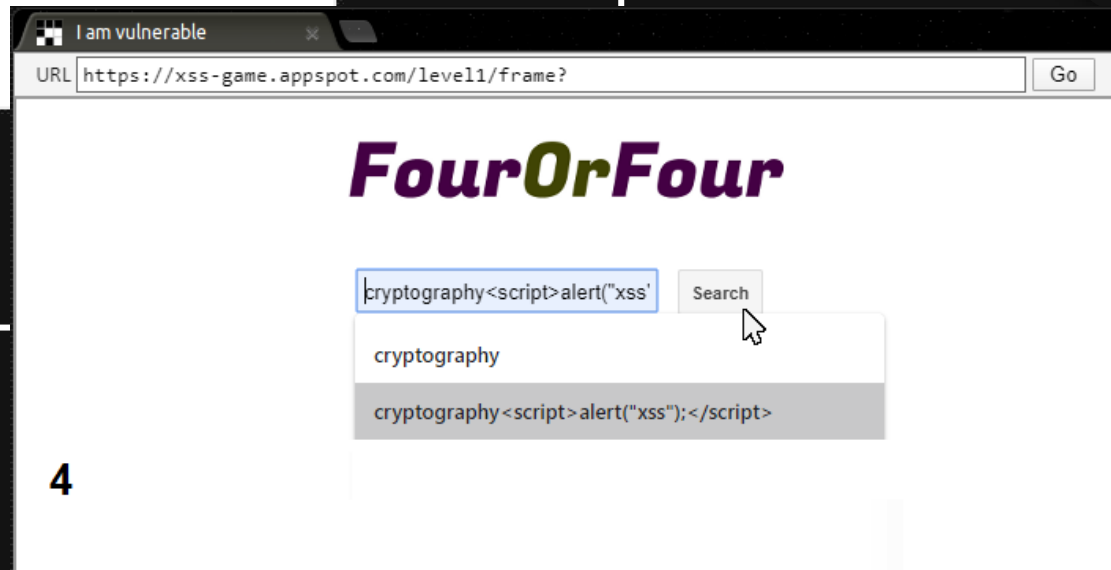 I am vulnerable
URL https://xss-game.appspot.com/level1/frame? Go
FourOrFour
cryptography<script>alert("xss' Search
cryptography
cryptography<script>alert("xss");</script>
4